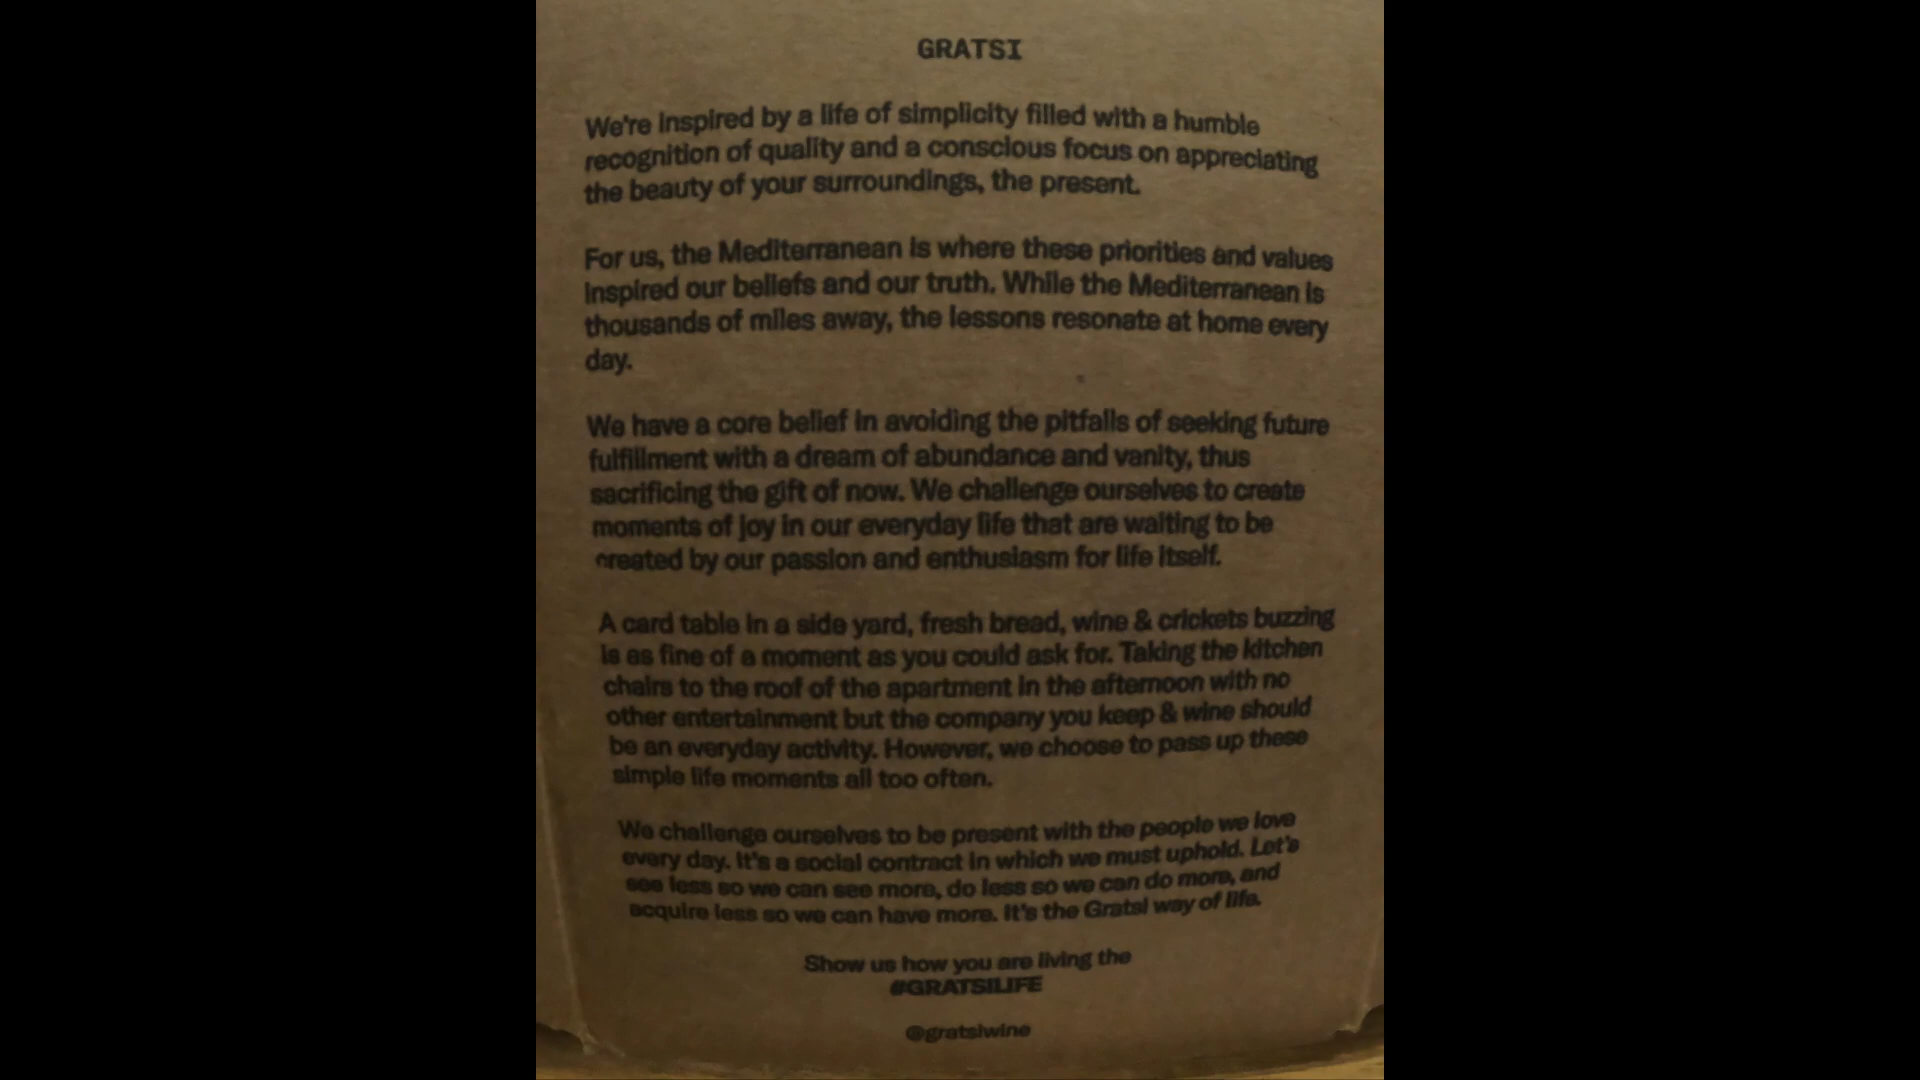 GRATSI
We're inspired by a life of simplicity filled with a humble
recognition of quality and a conscious focus on appreciating
the beauty of your surroundings, the present.
For us, the Mediterranean is where these priorities and values
inspired our beliefs and our truth. While the Mediterranean is
thousands of miles away, the lessons resonate at home every
day.
We have a core belief in avoiding the pitfalls of seeking future
fulfillment with a dream of abundance and vanity, thus
sacrificing the gift of now. We challenge ourselves to create
moments of joy in our everyday life that are waiting to be
created by our passion and enthusiasm for life itself.
A card table in a side yard, fresh bread, wine & crickets buzzing
is as fine of a moment as you could ask for. Taking the kitchen
chairs to the roof of the apartment in the afternoon with no
other entertainment but the company you keep & wine should
be an everyday activity. However, we choose to pass up these
simple life moments all too often.
We challenge ourselves to be present with the people we love
every day. It's a social contract in which we must uphold. Let's
see less so we can see more, do less so we can do more, and
acquire less so we can have more. It's the Gratsi way of life.
Show us how you are living the
#GRATSILIFE
@gratsiwine